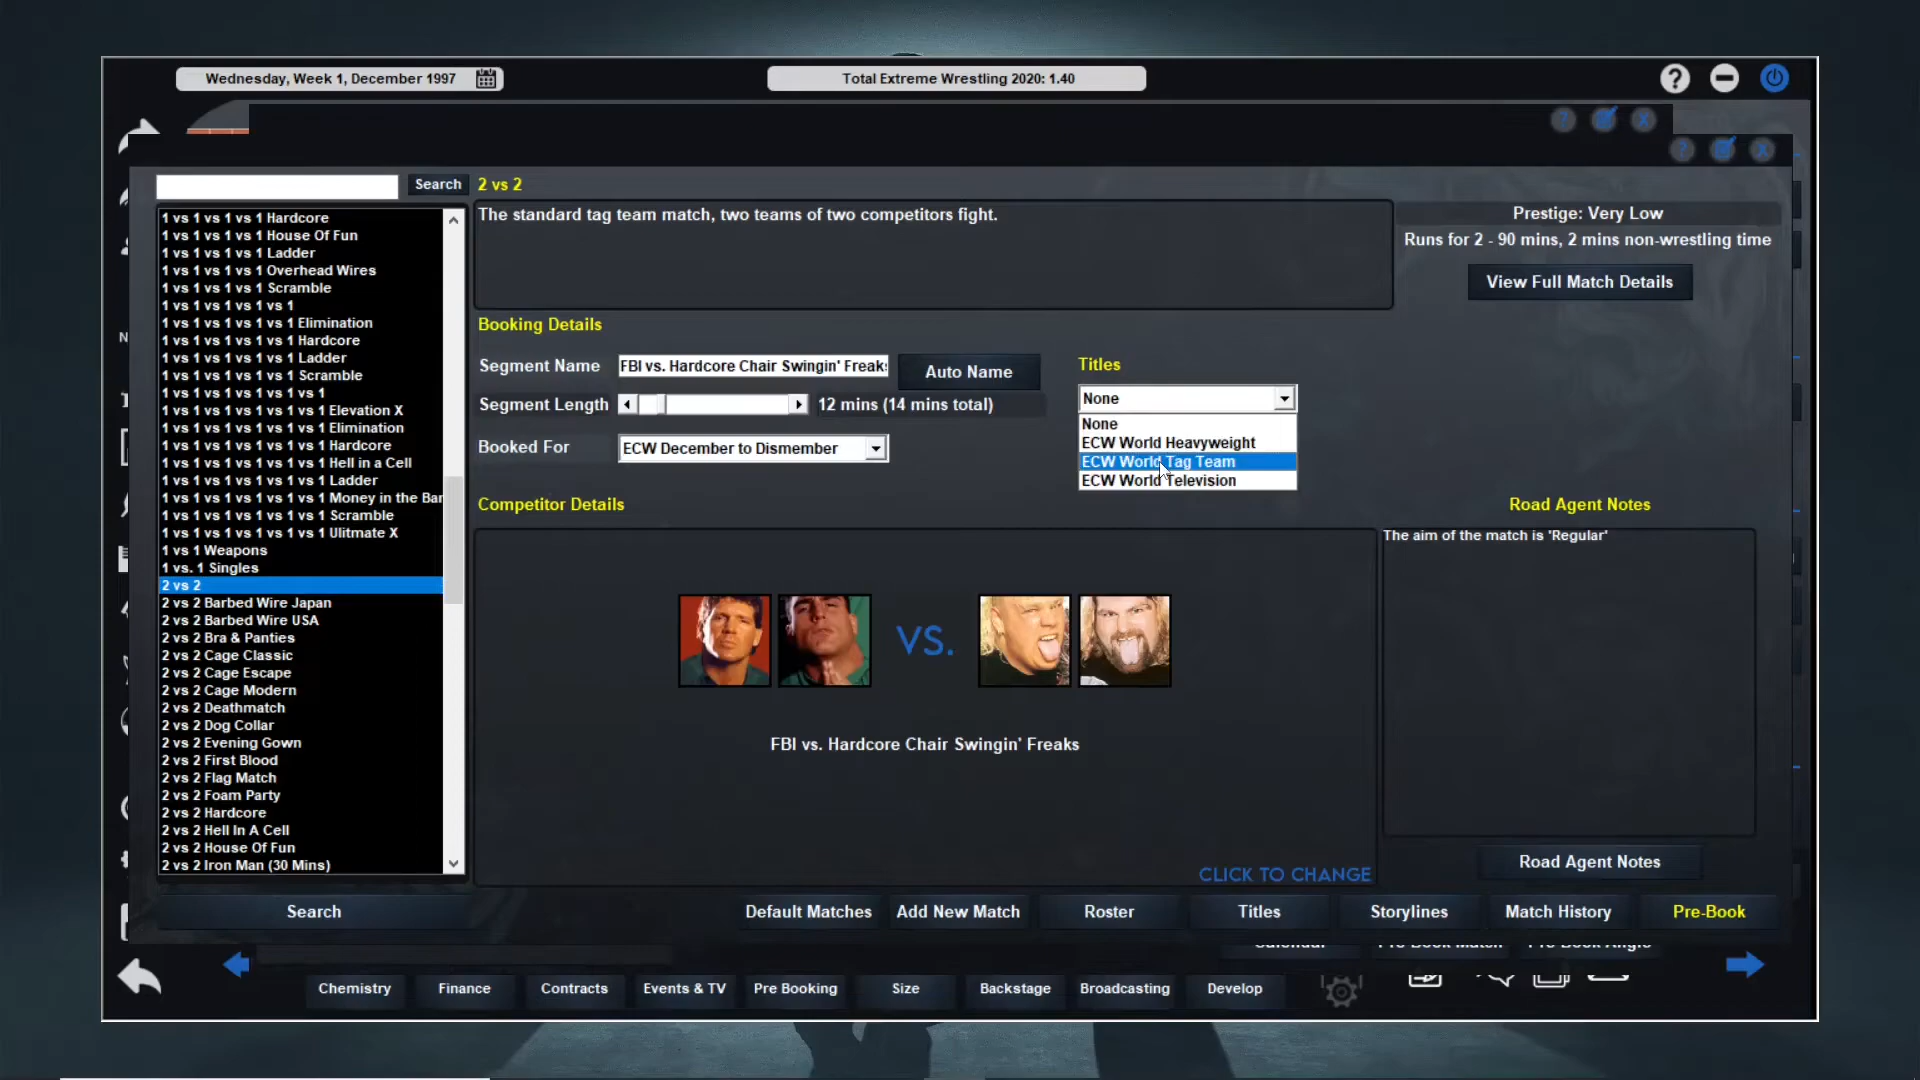 Wednesday, Week 1, December 1997
Total Extreme Wrestling 2020: 1.40
Search
2 vs 2
1 vs 1 vs 1 vs 1 Hardcore
1 vs 1 vs 1 vs 1 House Of Fun
1 vs 1 vs 1 vs 1 Ladder
1 vs 1 vs 1 vs 1 Overhead Wires
1 vs 1 vs 1 vs 1 Scramble
1 vs 1 vs 1 vs 1 vs 1
1 vs 1 vs 1 vs 1 vs 1 Elimination
1 vs 1 vs 1 vs 1 vs 1 Hardcore
1 vs 1 vs 1 vs 1 vs 1 Ladder
1 vs 1 vs 1 vs 1 vs 1 Scramble
1 vs 1 vs 1 vs 1 vs 1 vs 1
1 vs 1 vs 1 vs 1 vs 1 vs 1 Elevation X
1 vs 1 vs 1 vs 1 vs 1 vs 1 Elimination
1 vs 1 vs 1 vs 1 vs 1 vs 1 Hardcore
1 vs 1 vs 1 vs 1 vs 1 vs 1 Hell in a Cell
1 vs 1 vs 1 vs 1 vs 1 vs 1 Ladder
1 vs 1 vs 1 vs 1 vs 1 vs 1 Money in the Bar
1 vs 1 vs 1 vs 1 vs 1 vs 1 Scramble
1 vs 1 vs 1 vs 1 vs 1 vs 1 Ulitmate X
1 vs 1 Weapons
1 vs. 1 Singles
2 vs 2
2 vs 2 Barbed Wire Japan
2 vs 2 Barbed Wire USA
2 vs 2 Bra & Panties
2 vs 2 Cage Classic
2 vs 2 Cage Escape
2 vs 2 Cage Modern
2 vs 2 Deathmatch
2 vs 2 Dog Collar
2 vs 2 Evening Gown
2 vs 2 First Blood
2 vs 2 Flag Match
2 vs 2 Foam Party
2 vs 2 Hardcore
2 vs 2 Hell In A Cell
2 vs 2 House Of Fun
2 vs 2 Iron Man (30 Mins)
Search
The standard tag team match, two teams of two competitors fight.
Prestige: Very Low
Runs for 2 - 90 mins, 2 mins non-wrestling time
View Full Match Details
Booking Details
Segment Name
FBI vs. Hardcore Chair Swingin' Freak
Auto Name
Segment Length
12 mins (14 mins total)
Booked For
ECW December to Dismember
Titles
None
None
ECW World Heavyweight
ECW World Tag Team
ECW World Television
Competitor Details
VS.
FBI vs. Hardcore Chair Swingin' Freaks
CLICK TO CHANGE
Road Agent Notes
The aim of the match is 'Regular'
Road Agent Notes
Default Matches
Add New Match
Roster
Titles
Storylines
Match History
Pre-Book
Calendar
Pre Book Match
Pre Book Angle
Chemistry
Finance
Contracts
Events & TV
Pre Booking
Size
Backstage
Broadcasting
Develop